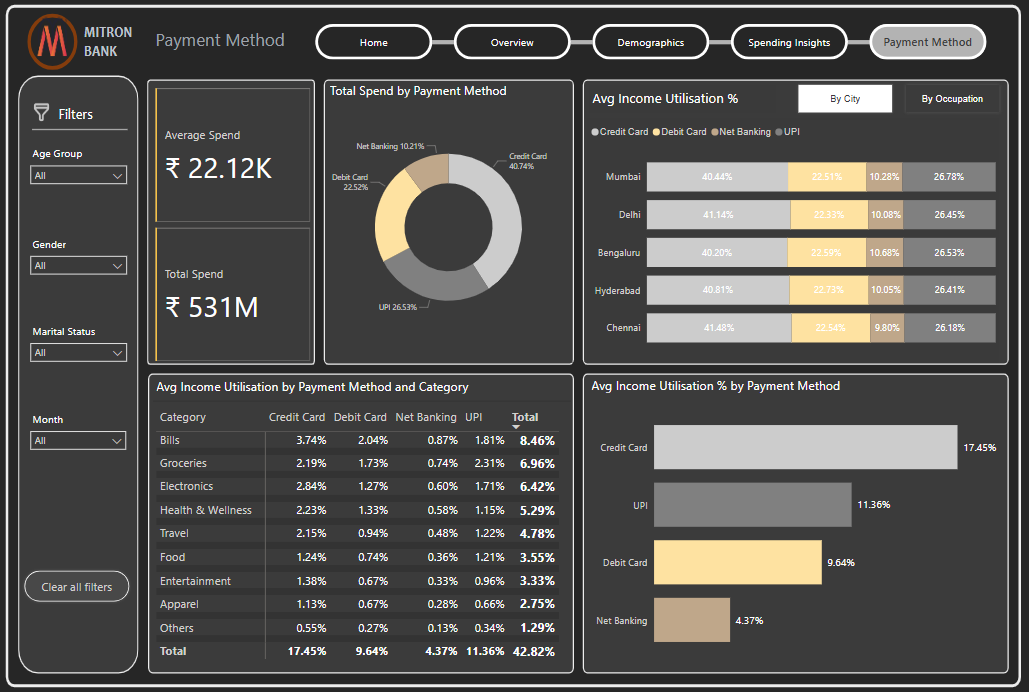 MITRON
BANK
Payment Method
Home
Overview
Demographics
Spending Insights
Payment Method
Filters
Age Group
All
Gender
All
Marital Status
All
Month
All
Clear all filters
Average Spend
₹ 22.12K
Total Spend
₹ 531M
Total Spend by Payment Method
Net Banking 10.21%
Credit Card
40.74%
Debit Card
22.52%
UPI 26.53%
Avg Income Utilisation %
By City
By Occupation
Credit Card Debit Card Net Banking UPI
Mumbai 40.44% 22.51% 10.28% 26.78%
Delhi 41.14% 22.33% 10.08% 26.45%
Bengaluru 40.20% 22.59% 10.68% 26.53%
Hyderabad 40.81% 22.73% 10.05% 26.41%
Chennai 41.48% 22.54% 9.80% 26.18%
Avg Income Utilisation by Payment Method and Category
Category Credit Card Debit Card Net Banking UPI Total
Bills 3.74% 2.04% 0.87% 1.81% 8.46%
Groceries 2.19% 1.73% 0.74% 2.31% 6.96%
Electronics 2.84% 1.27% 0.60% 1.71% 6.42%
Health & Wellness 2.23% 1.33% 0.58% 1.15% 5.29%
Travel 2.15% 0.94% 0.48% 1.22% 4.78%
Food 1.24% 0.74% 0.36% 1.21% 3.55%
Entertainment 1.38% 0.67% 0.33% 0.96% 3.33%
Apparel 1.13% 0.67% 0.28% 0.66% 2.75%
Others 0.55% 0.27% 0.13% 0.34% 1.29%
Total 17.45% 9.64% 4.37% 11.36% 42.82%
Avg Income Utilisation % by Payment Method
Credit Card 17.45%
UPI 11.36%
Debit Card 9.64%
Net Banking 4.37%